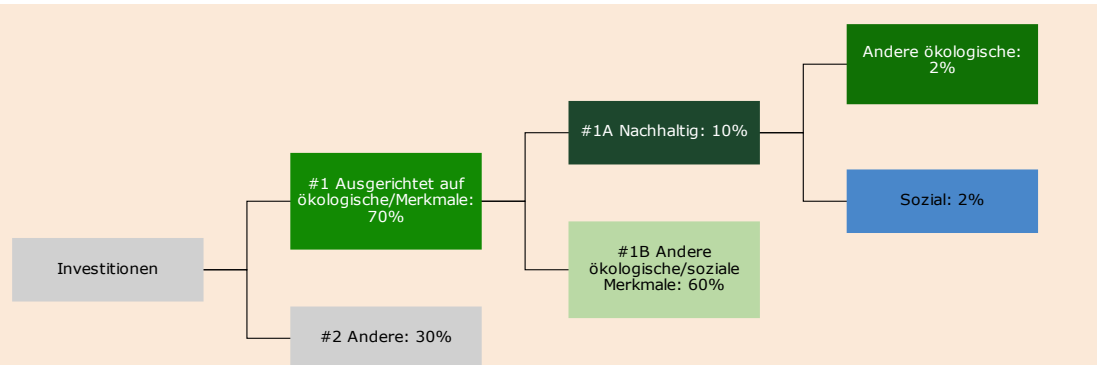 Investitionen
#1 Ausgerichtet auf
ökologische/Merkmale:
70%
#2 Andere: 30%
#1A Nachhaltig: 10%
#1B Andere
ökologische/soziale
Merkmale: 60%
Andere ökologische:
2%
Sozial: 2%